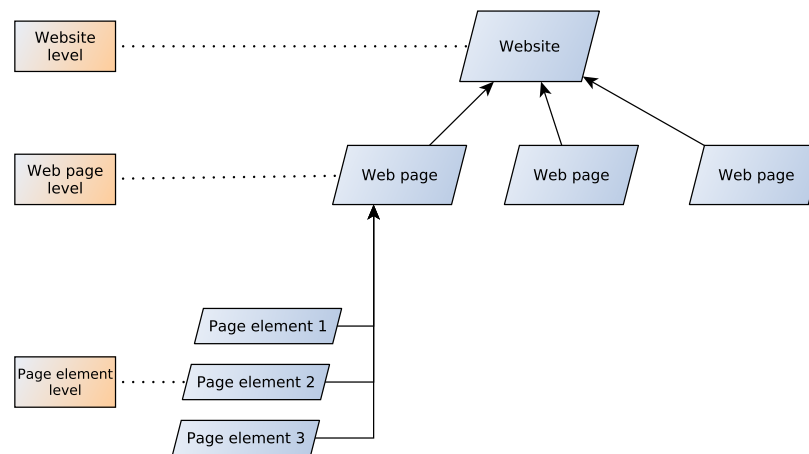 Website
level
Website
Web page
level
Web page
Web page
Web page
Page element 1
Page element
level
Page element 2
Page element 3